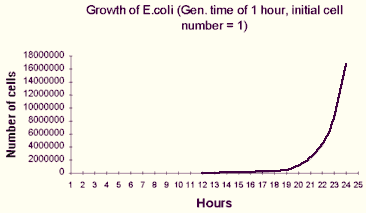 Growth of E.coli (Gen. time of 1 hour, initial cell
number = 1)
Number of cells
18000000
16000000
14000000
12000000
10000000
8000000
6000000
4000000
2000000
0
1 2 3 4 5 6 7 8 9 10 11 12 13 14 15 16 17 18 19 20 21 22 23 24 25
Hours